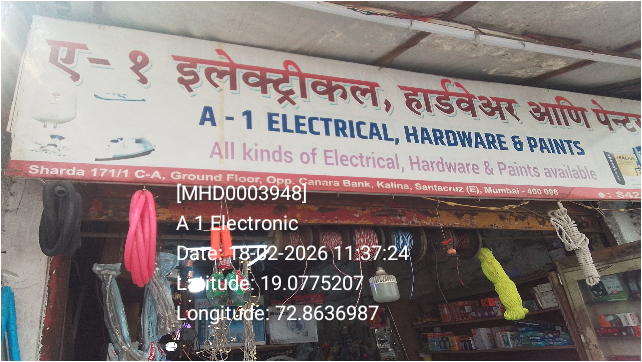 ए-१ इलेक्ट्रीकल, हार्डवेअर आणि पेन्टस
A - 1 ELECTRICAL, HARDWARE & PAINTS
All kinds of Electrical, Hardware & Paints available
Sharda 171/1 C-A, Ground Floor, Opp. Canara Bank, Kalina, Santacruz (E), Mumbai - 400 098
[MHD0003948]
A 1 Electronic
Date: 18-02-2026 11:37:24
Latitude: 19.0775207
Longitude: 72.8636987